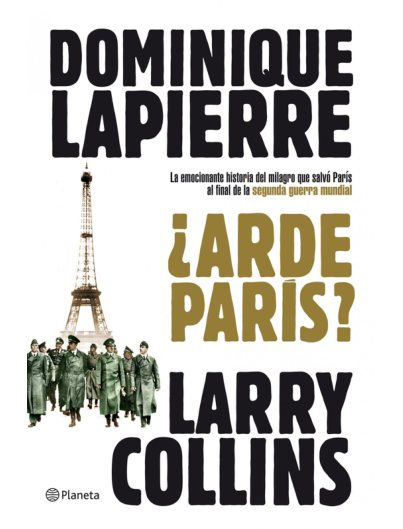 DOMINIQUE
LAPIERRE
La emocionante historia del milagro que salvó París
al final de la segunda guerra mundial
¿ARDE
PARÍS?
LARRY
COLLINS
Planeta